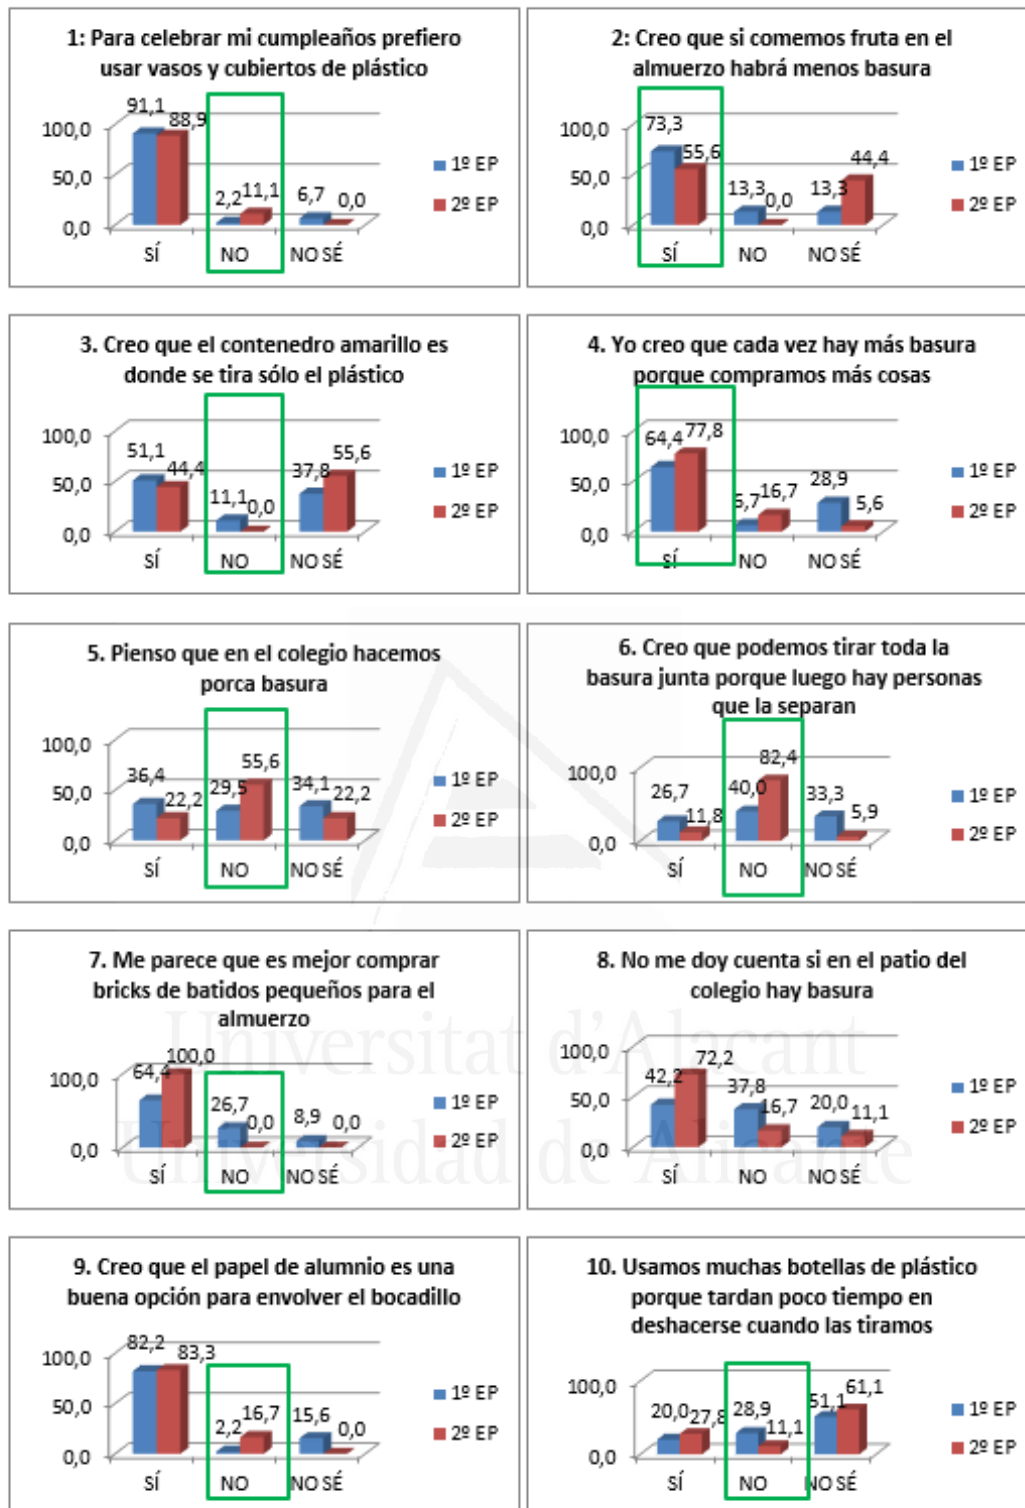 1: Para celebrar mi cumpleaños prefiero
usar vasos y cubiertos de plástico
91,1
88,9
100,0
50,0
0,0
2,2
11,1
6,7
0,0
SÍ NO NO SÉ
1º EP
2º EP
2: Creo que si comemos fruta en el
almuerzo habrá menos basura
73,3
55,6
100,0
50,0
0,0
13,3
0,0
13,3
44,4
SÍ NO NO SÉ
1º EP
2º EP
3. Creo que el contenedro amarillo es
donde se tira sólo el plástico
100,0
50,0
0,0
51,1
44,4
11,1
0,0
37,8
55,6
SÍ NO NO SÉ
1º EP
2º EP
4. Yo creo que cada vez hay más basura
porque compramos más cosas
100,0
50,0
0,0
64,4
77,8
16,7
28,9
5,6
SÍ NO NO SÉ
1º EP
2º EP
5. Pienso que en el colegio hacemos
porca basura
100,0
50,0
0,0
36,4
22,2
29,5
55,6
34,1
22,2
SÍ NO NO SÉ
1º EP
2º EP
6. Creo que podemos tirar toda la
basura junta porque luego hay personas
que la separan
100,0
0,0
26,7
11,8
40,0
82,4
33,3
5,9
SÍ NO NO SÉ
1º EP
2º EP
7. Me parece que es mejor comprar
bricks de batidos pequeños para el
almuerzo
100,0
0,0
64,4
100,0
26,7
0,0
8,9
0,0
SÍ NO NO SÉ
1º EP
2º EP
8. No me doy cuenta si en el patio del
colegio hay basura
100,0
50,0
0,0
42,2
72,2
37,8
16,7
20,0
11,1
SÍ NO NO SÉ
1º EP
2º EP
Universitat d'Alacant
Universidad de Alicante
9. Creo que el papel de alumnio es una
buena opción para envolver el bocadillo
100,0
50,0
0,0
82,2
83,3
2,2
16,7
15,6
0,0
SÍ NO NO SÉ
1º EP
2º EP
10. Usamos muchas botellas de plástico
porque tardan poco tiempo en
deshacerse cuando las tiramos
100,0
0,0
20,0
27,8
28,9
11,1
51,1
61,1
SÍ NO NO SÉ
1º EP
2º EP